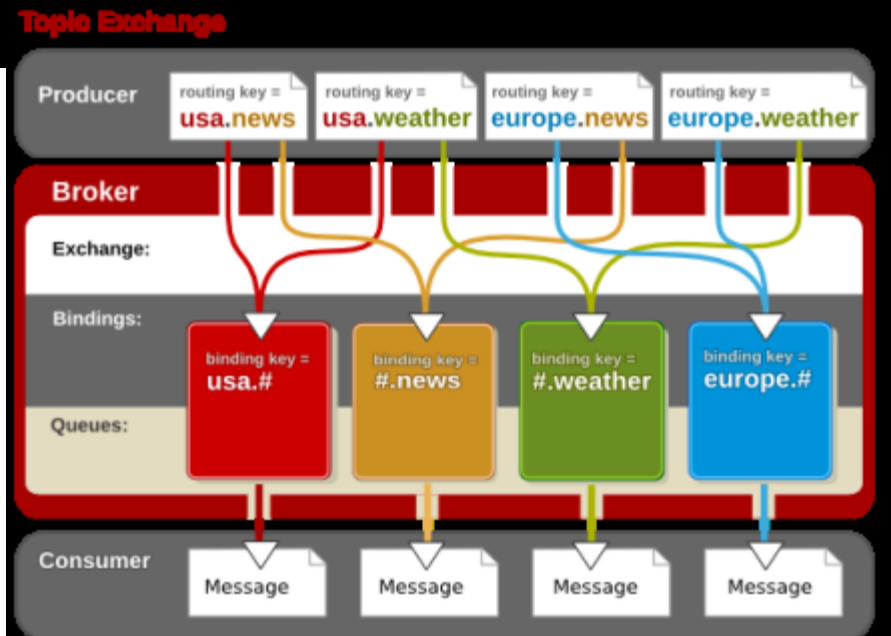 Topic Exchange
Producer
routing key =
usa.news
routing key =
usa.weather
routing key =
europe.news
routing key =
europe.weather
Broker
Exchange:
Bindings:
binding key =
usa.#
binding key =
#.news
binding key =
#.weather
binding key =
europe.#
Queues:
Consumer
Message
Message
Message
Message